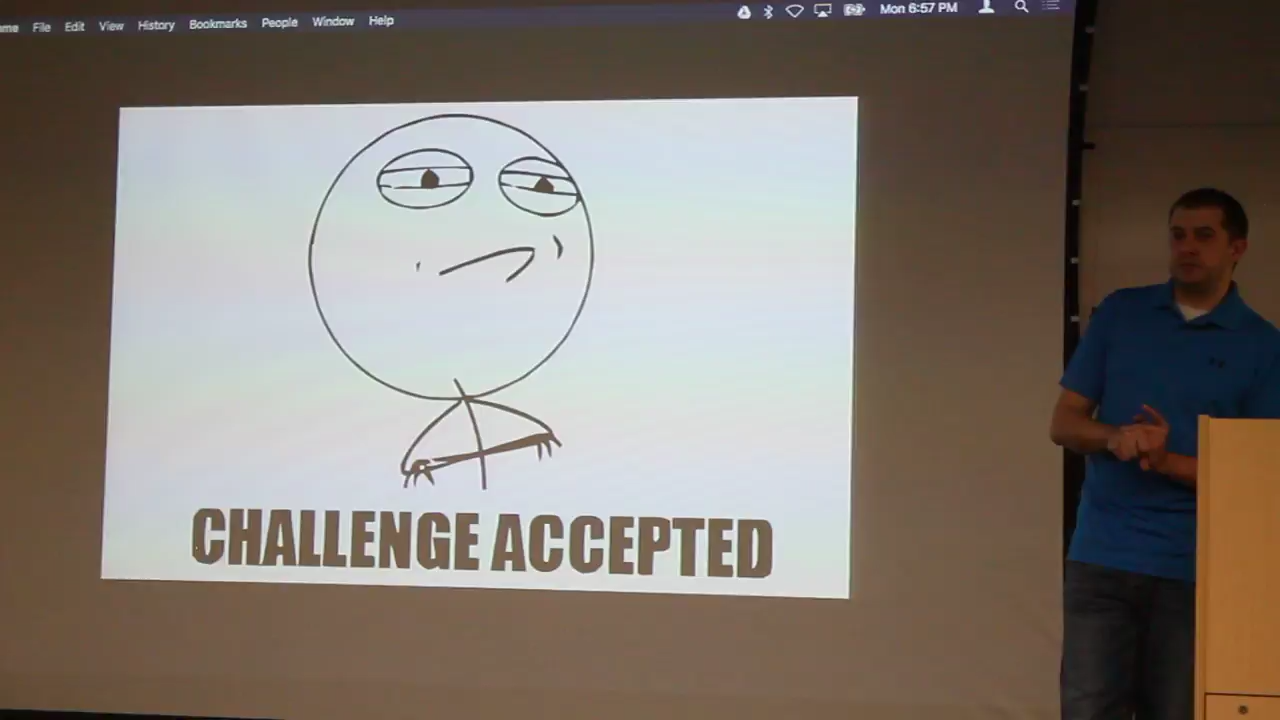 File Edit View History Bookmarks People Window Help
Mon 6:57 PM
CHALLENGE ACCEPTED